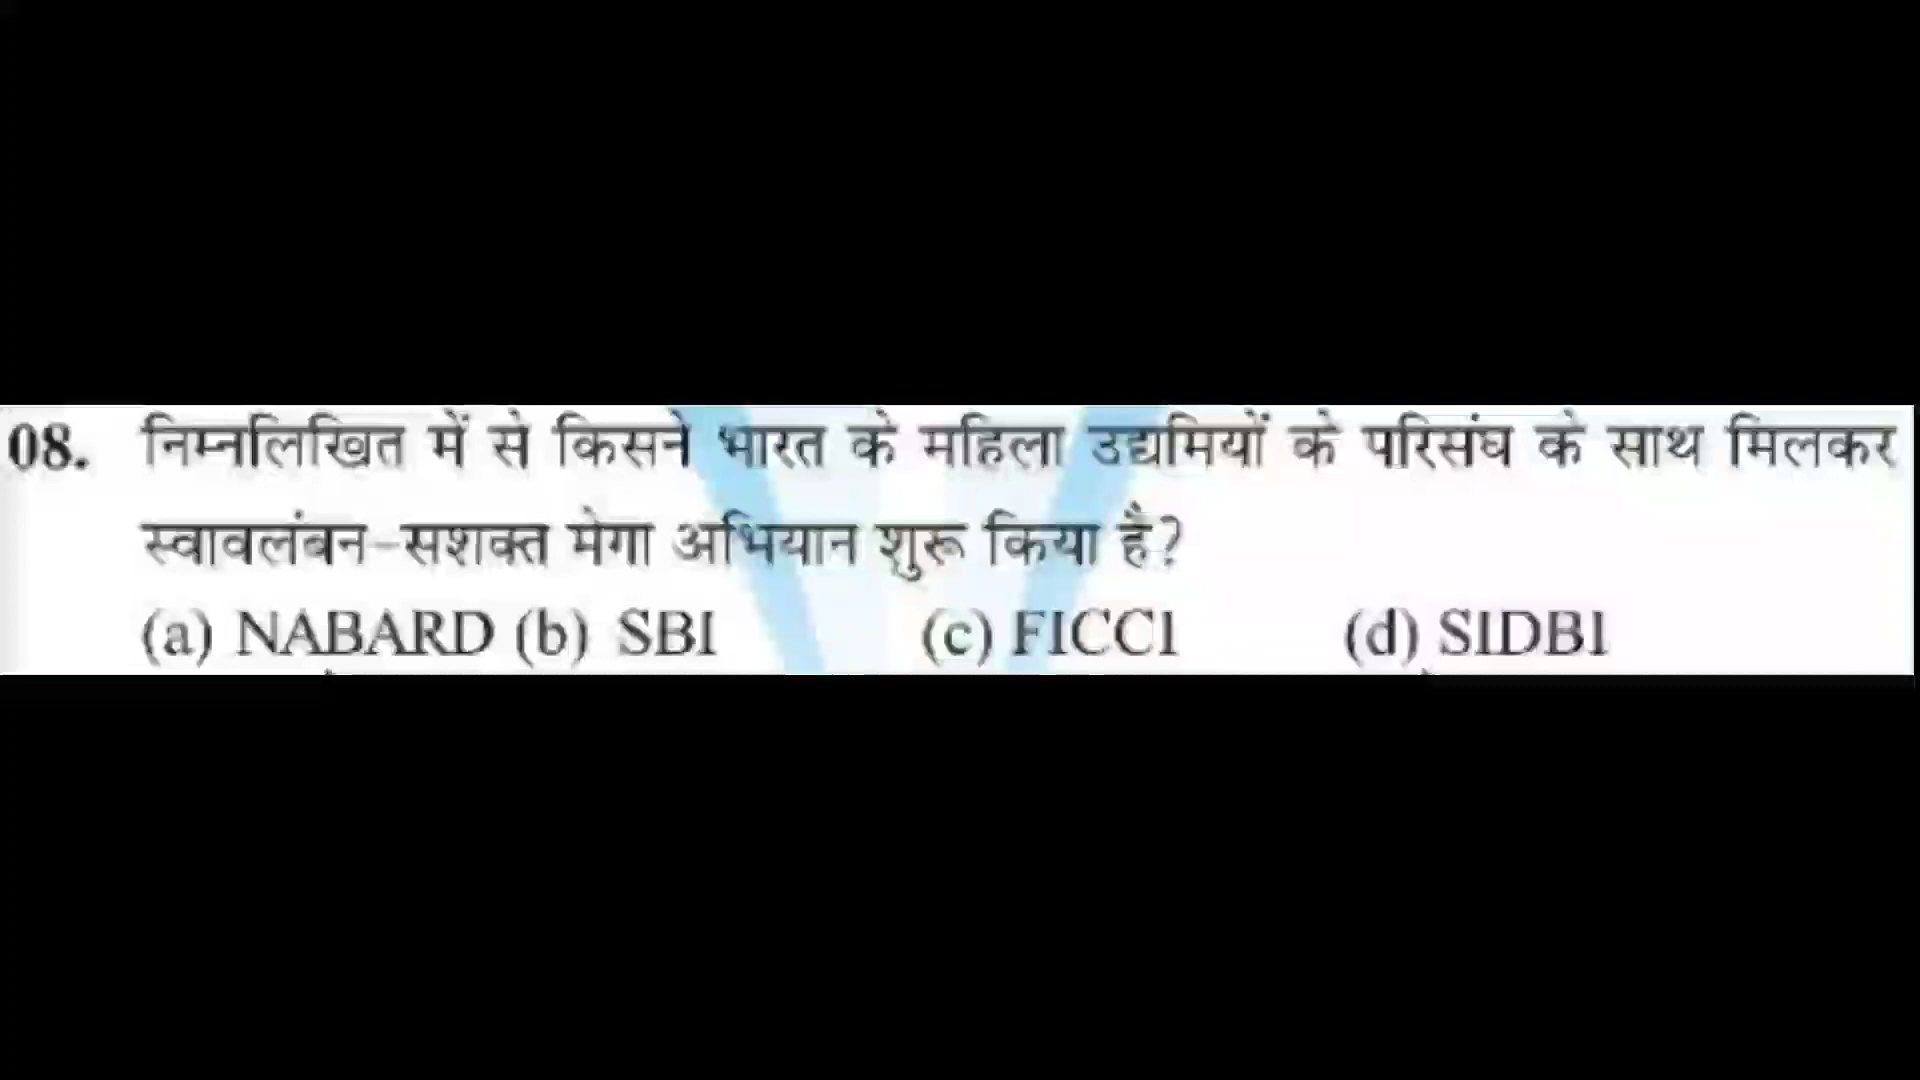 08. निम्नलिखित में से किसने भारत के महिला उद्यमियों के परिसंघ के साथ मिलकर
स्वावलंबन-सशक्त मेगा अभियान शुरू किया है?
(a) NABARD (b) SBI (c) FICCI (d) SIDBI